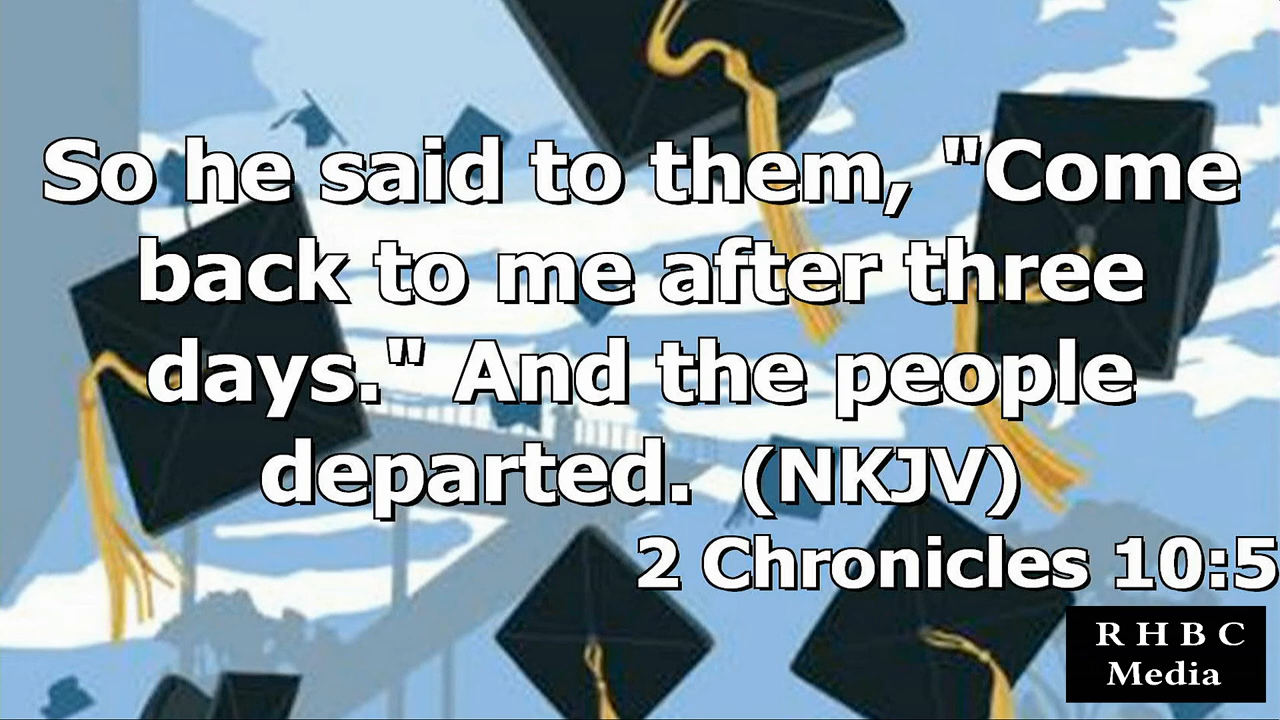 So he said to them, "Come
back to me after three
days." And the people
departed. (NKJV)
2 Chronicles 10:5
RHBC
Media